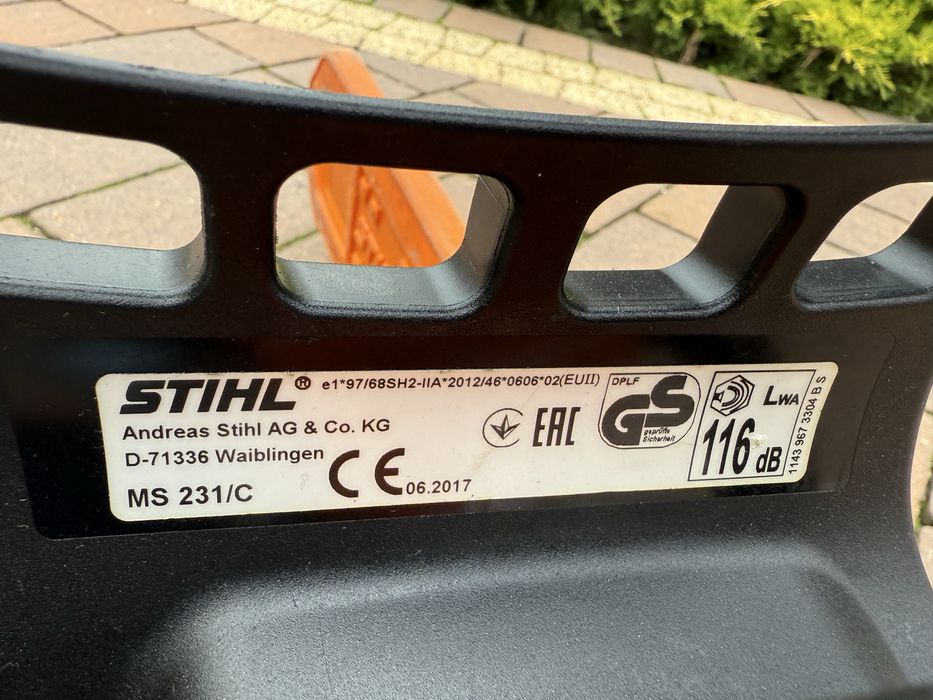 STIHL® e1*97/68SH2-IIA*2012/46*0606*02(EUII)
Andreas Stihl AG & Co. KG
D-71336 Waiblingen
MS 231/C
CE 06.2017
EAC
DPLF
GS
geprüfte
Sicherheit
LWA
116 dB
1143 967 3304 B S